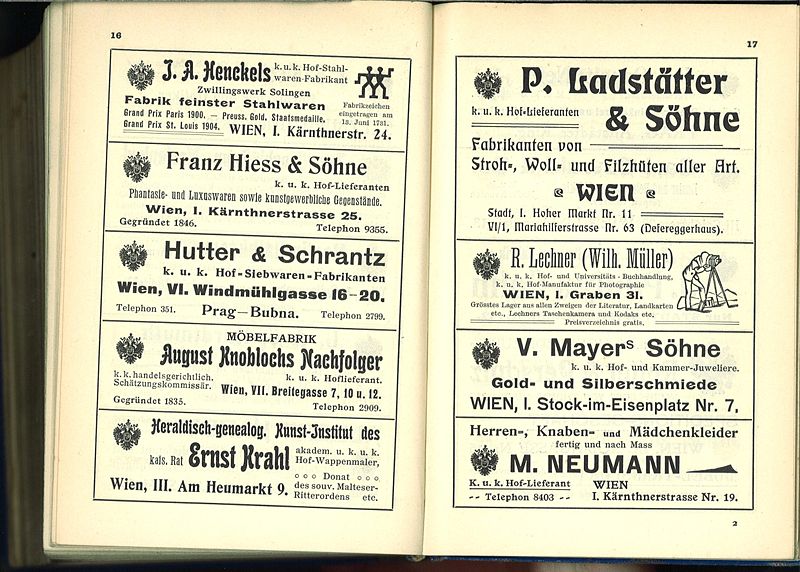 16
J. A. Henckels k. u. k. Hof-Stahl-
waren-Fabrikant
Zwillingswerk Solingen
Fabrik feinster Stahlwaren
Grand Prix Paris 1900. — Preuss. Gold. Staatsmedaille.
Grand Prix St. Louis 1904. WIEN, I. Kärnthnerstr. 24.
Fabrikzeichen
eingetragen am
13. Juni 1731.
Franz Hiess & Söhne
k. u. k. Hof-Lieferanten
Phantasie- und Luxuswaren sowie kunstgewerbliche Gegenstände.
Wien, I. Kärnthnerstrasse 25.
Gegründet 1846. Telephon 9355.
Hutter & Schrantz
k. u. k. Hof-Siebwaren-Fabrikanten
Wien, VI. Windmühlgasse 16–20.
Telephon 351. Prag—Bubna. Telephon 2799.
MÖBELFABRIK
August Knoblochs Nachfolger
k. k. handelsgerichtlich.
Schätzungskommissär.
k. u. k. Hoflieferant.
Wien, VII. Breitegasse 7, 10 u. 12.
Gegründet 1835. Telephon 2909.
Heraldisch-genealog. Kunst-Institut des
kais. Rat Ernst Krahl akadem. u. k. u. k.
Hof-Wappenmaler,
Wien, III. Am Heumarkt 9.
o o o Donat o o o
des souv. Malteser-
Ritterordens etc.
17
P. Ladstätter
k. u. k. Hof-Lieferanten & Söhne
Fabrikanten von
Stroh-, Woll- und Filzhüten aller Art.
WIEN
Stadt, I. Hoher Markt Nr. 11
VI/1, Mariahilferstrasse Nr. 63 (Defereggerhaus).
R. Lechner (Wilh. Müller)
k. u. k. Hof- und Universitäts-Buchhandlung,
k. u. k. Hof-Manufaktur für Photographie
WIEN, I. Graben 31.
Grösstes Lager aus allen Zweigen der Literatur, Landkarten
etc., Lechners Taschenkamera und Kodaks etc.
Preisverzeichnis gratis.
V. Mayers Söhne
k. u. k. Hof- und Kammer-Juweliere.
Gold- und Silberschmiede
WIEN, I. Stock-im-Eisenplatz Nr. 7.
Herren-, Knaben- und Mädchenkleider
fertig und nach Mass
M. NEUMANN
K. u. k. Hof-Lieferant WIEN
-- Telephon 8403 -- I. Kärnthnerstrasse Nr. 19.
2